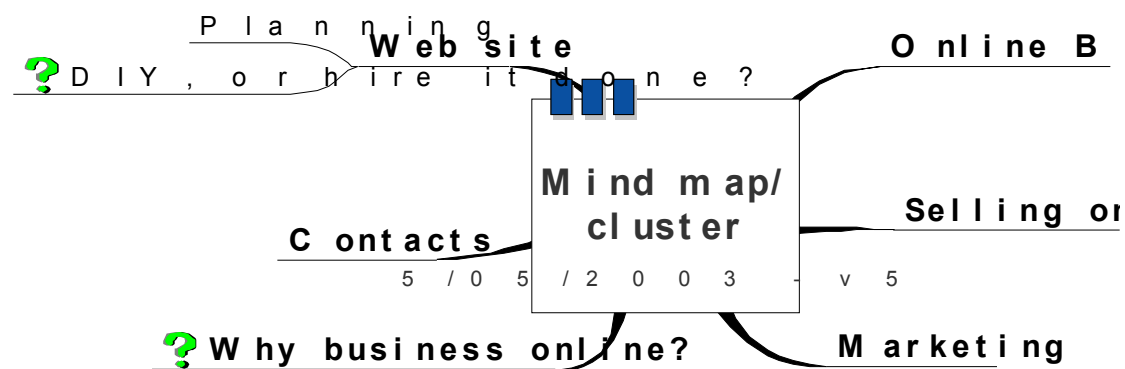 Planning
Web site
Online B
DIY, or hire it done?
Mind map/
cluster
Selling
Contacts
5/05/2003 - v5
Why business online?
Marketing